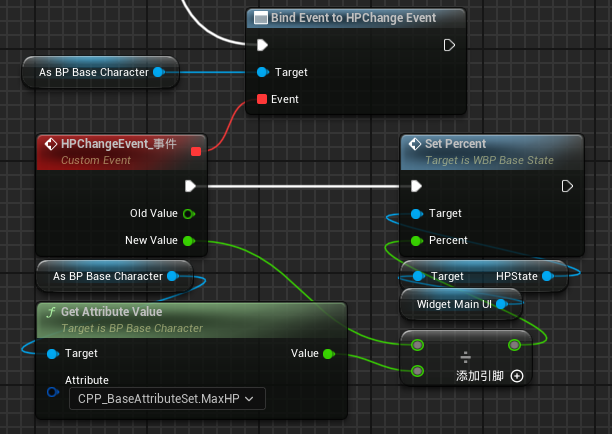 Bind Event to HPChange Event
As BP Base Character
Target
Event
HPChangeEvent_事件
Custom Event
Old Value
New Value
Set Percent
Target is WBP Base State
Target
Percent
As BP Base Character
Target
HPState
Widget Main UI
f Get Attribute Value
Target is BP Base Character
Target
Value
Attribute
CPP_BaseAttributeSet.MaxHP
÷
添加引脚